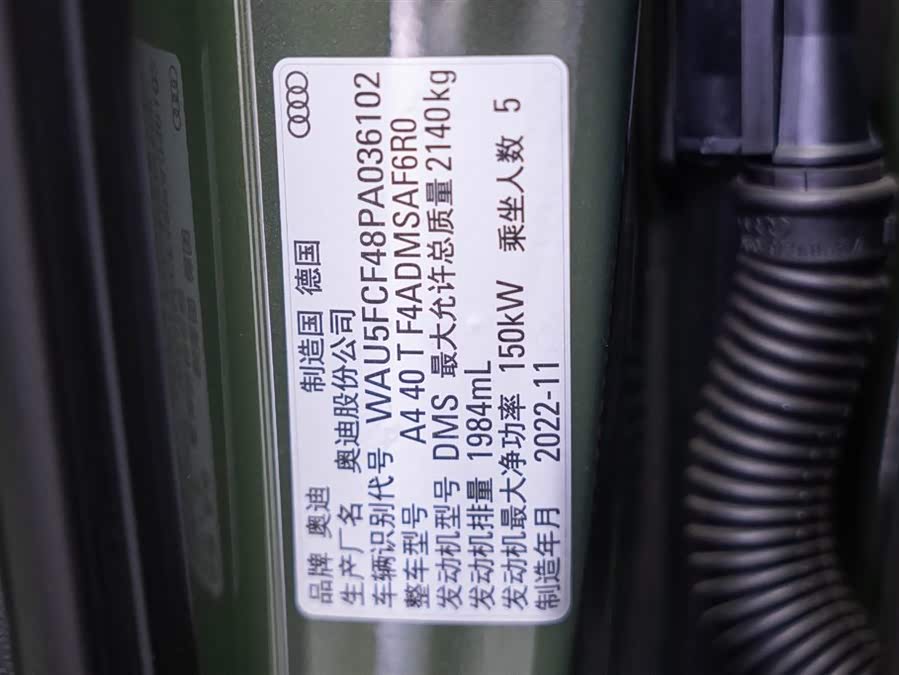 品牌 奥迪 制造国 德国
生产厂名 奥迪股份公司
车辆识别代号 WAU5FCF48PA036102
整车型号 A4 40 T F4ADMSAF6R0
发动机型号 DMS 最大允许总质量 2140kg
发动机排量 1984mL
发动机最大净功率 150kW 乘坐人数 5
制造年月 2022-11